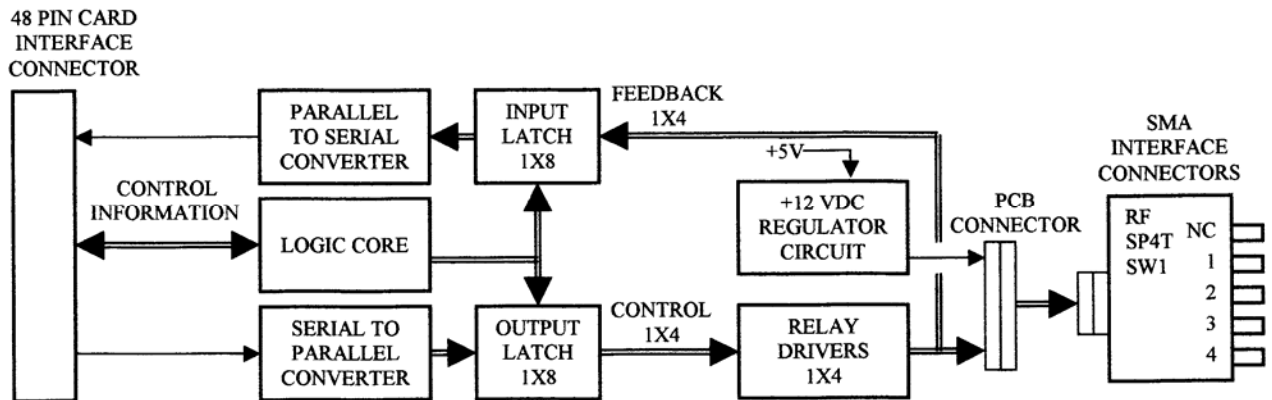 48 PIN CARD
INTERFACE
CONNECTOR
PARALLEL
TO SERIAL
CONVERTER
INPUT
LATCH
1X8
FEEDBACK
1X4
+5V
+12 VDC
REGULATOR
CIRCUIT
PCB
CONNECTOR
SMA
INTERFACE
CONNECTORS
RF
SP4T
SW1
NC
1
2
3
4
CONTROL
INFORMATION
LOGIC CORE
SERIAL TO
PARALLEL
CONVERTER
OUTPUT
LATCH
1X8
CONTROL
1X4
RELAY
DRIVERS
1X4